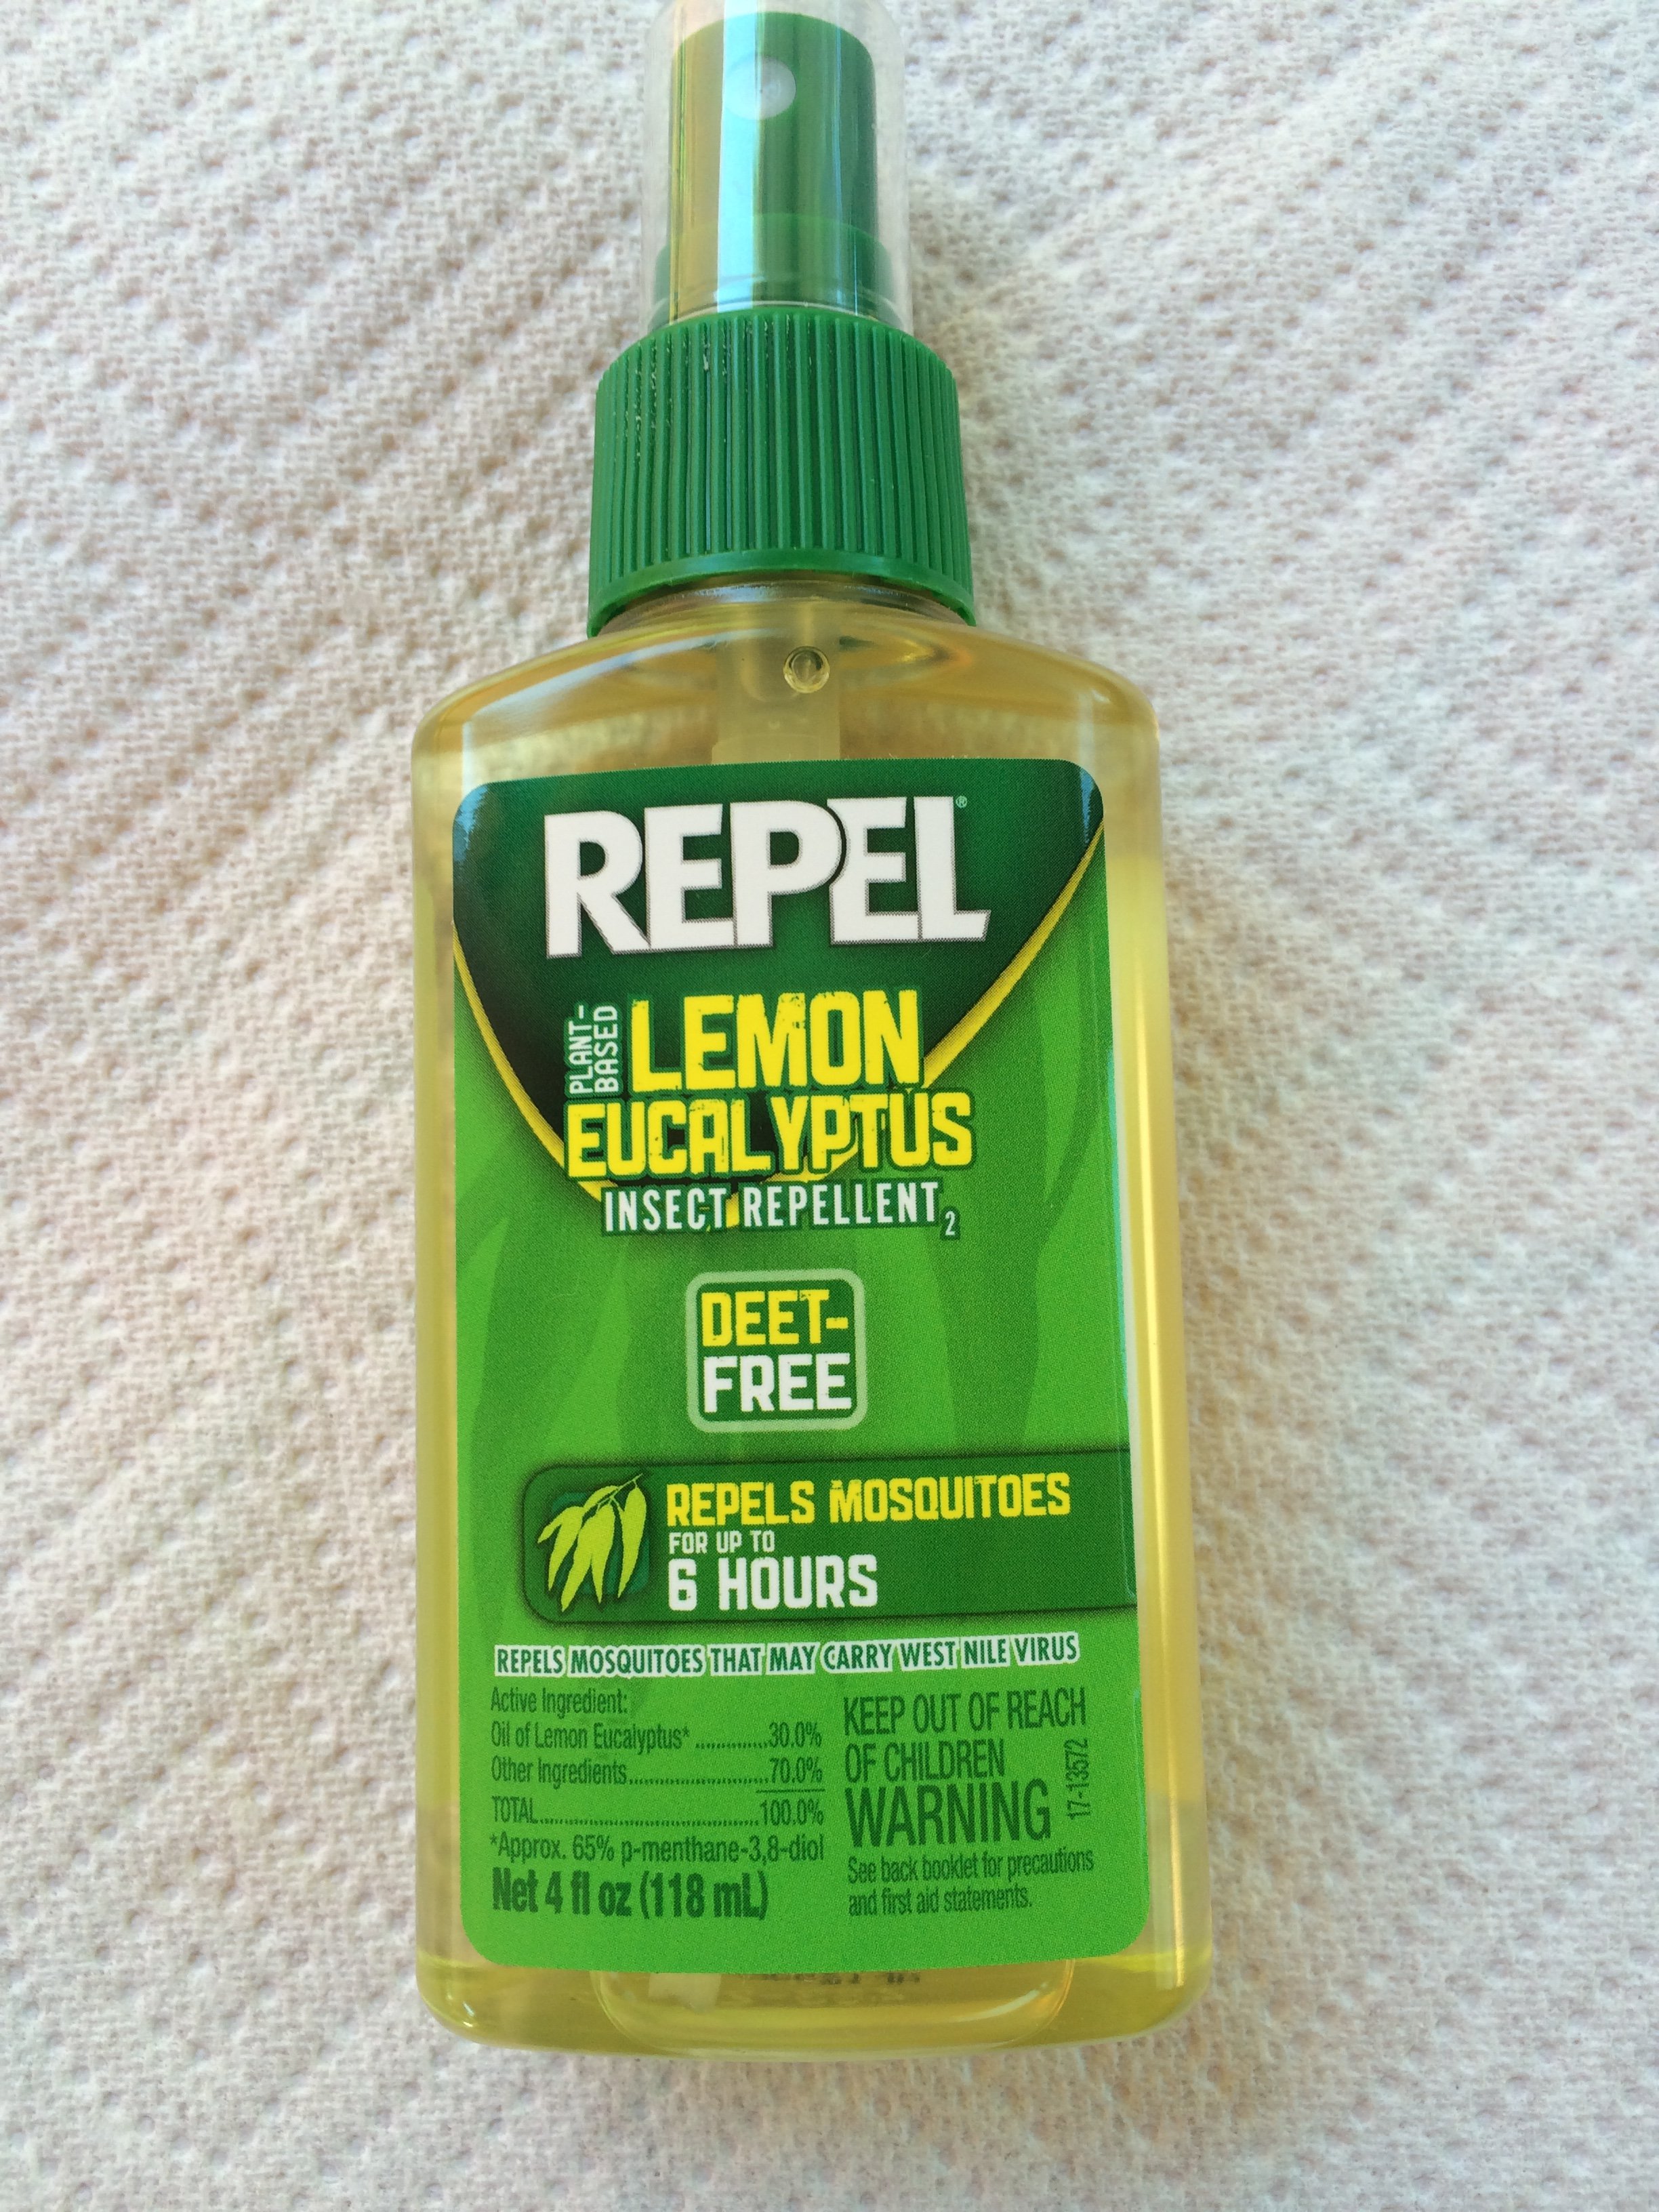 REPEL®
PLANT-
BASED
LEMON
EUCALYPTUS
INSECT REPELLENT2
DEET-
FREE
REPELS MOSQUITOES
FOR UP TO
6 HOURS
REPELS MOSQUITOES THAT MAY CARRY WEST NILE VIRUS
Active Ingredient:
Oil of Lemon Eucalyptus* ..............30.0%
Other Ingredients.........................70.0%
TOTAL.......................................100.0%
*Approx. 65% p-menthane-3,8-diol
Net 4 fl oz (118 mL)
KEEP OUT OF REACH
OF CHILDREN
WARNING
17-13572
See back booklet for precautions
and first aid statements.